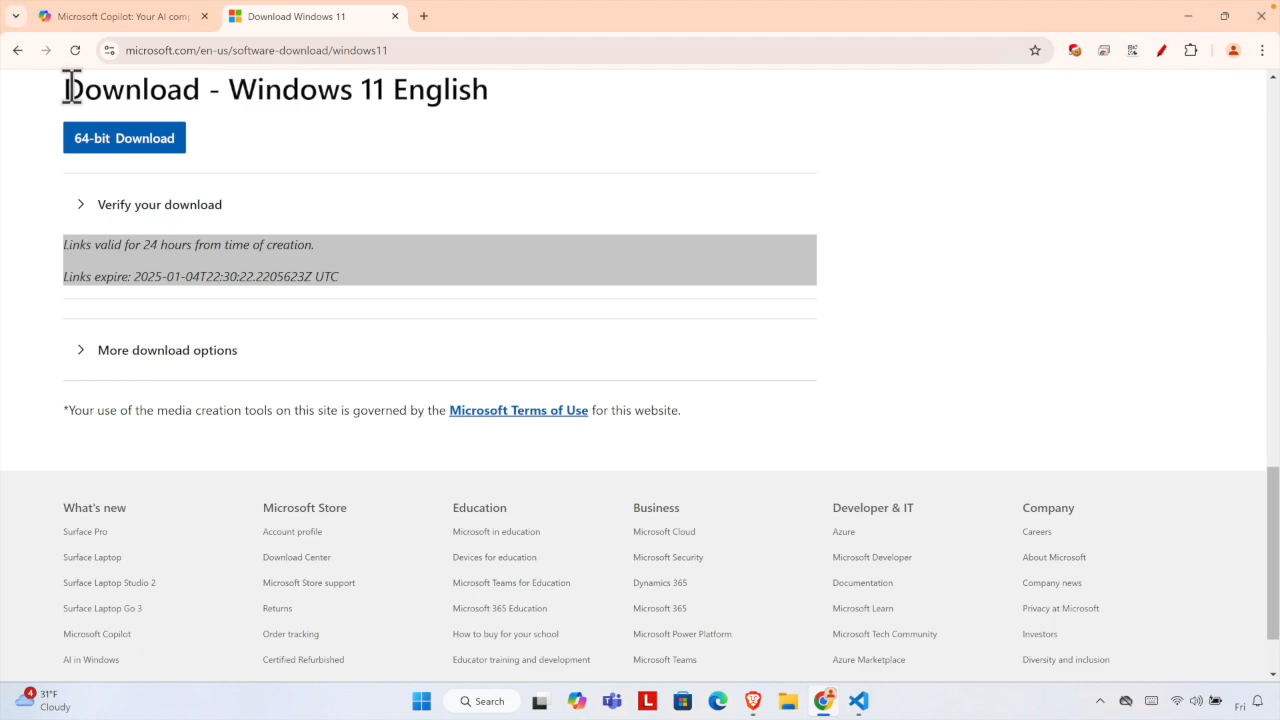 Microsoft Copilot: Your AI comp
Download Windows 11
microsoft.com/en-us/software-download/windows11
Download - Windows 11 English
64-bit Download
Verify your download
Links valid for 24 hours from time of creation.
Links expire: 2025-01-04T22:30:22.2205623Z UTC
More download options
*Your use of the media creation tools on this site is governed by the Microsoft Terms of Use for this website.
What's new
Surface Pro
Surface Laptop
Surface Laptop Studio 2
Surface Laptop Go 3
Microsoft Copilot
AI in Windows
Microsoft Store
Account profile
Download Center
Microsoft Store support
Returns
Order tracking
Certified Refurbished
Education
Microsoft in education
Devices for education
Microsoft Teams for Education
Microsoft 365 Education
How to buy for your school
Educator training and development
Business
Microsoft Cloud
Microsoft Security
Dynamics 365
Microsoft 365
Microsoft Power Platform
Microsoft Teams
Developer & IT
Azure
Microsoft Developer
Documentation
Microsoft Learn
Microsoft Tech Community
Azure Marketplace
Company
Careers
About Microsoft
Company news
Privacy at Microsoft
Investors
Diversity and inclusion
4
31°F
Cloudy
Search
L
Fri